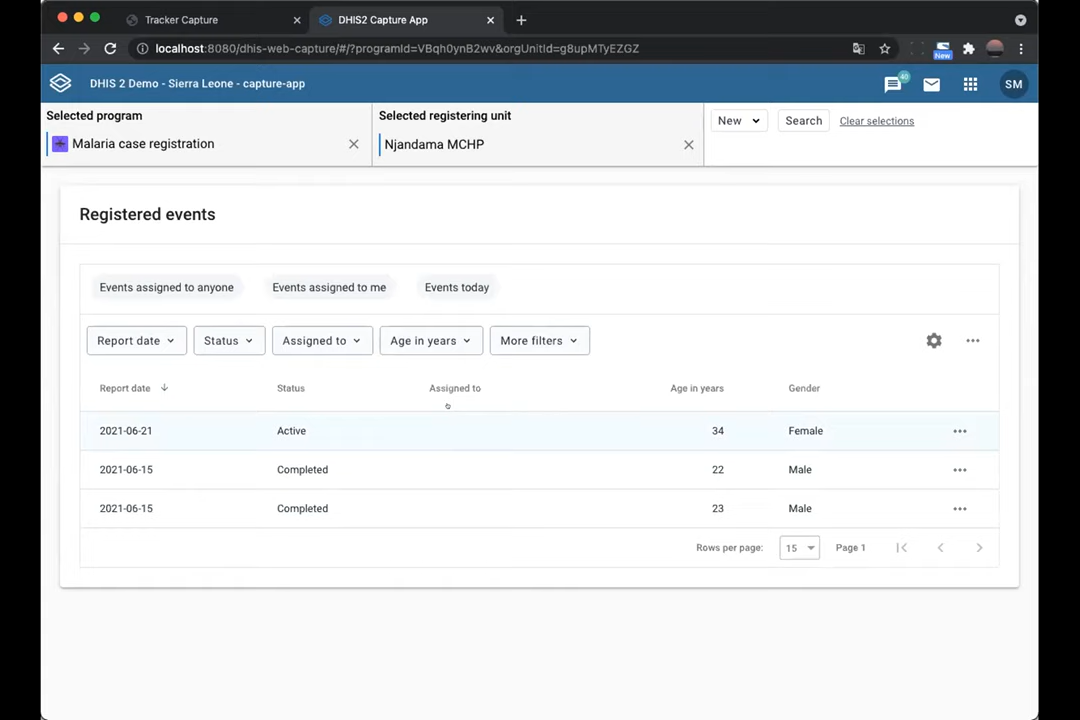 Tracker Capture
DHIS2 Capture App
localhost:8080/dhis-web-capture/#/?programId=VBqh0ynB2wv&orgUnitId=g8upMTyEZGZ
New
DHIS 2 Demo - Sierra Leone - capture-app
40
SM
Selected program
Malaria case registration
Selected registering unit
Njandama MCHP
New
Search
Clear selections
Registered events
Events assigned to anyone
Events assigned to me
Events today
Report date
Status
Assigned to
Age in years
More filters
Report date Status Assigned to Age in years Gender
2021-06-21 Active 34 Female
2021-06-15 Completed 22 Male
2021-06-15 Completed 23 Male
Rows per page: 15 Page 1